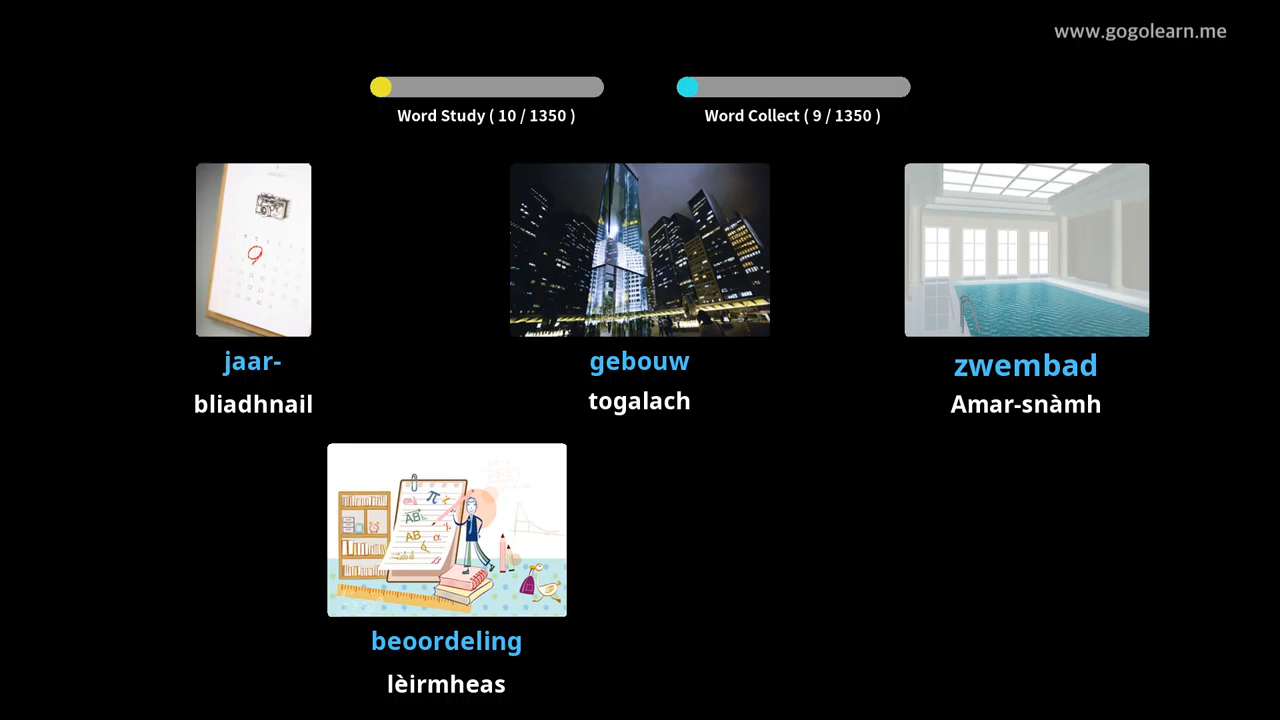 www.gogolearn.me
Word Study ( 10 / 1350 )
Word Collect ( 9 / 1350 )
jaar-
bliadhnail
gebouw
togalach
zwembad
Amar-snàmh
beoordeling
lèirmheas